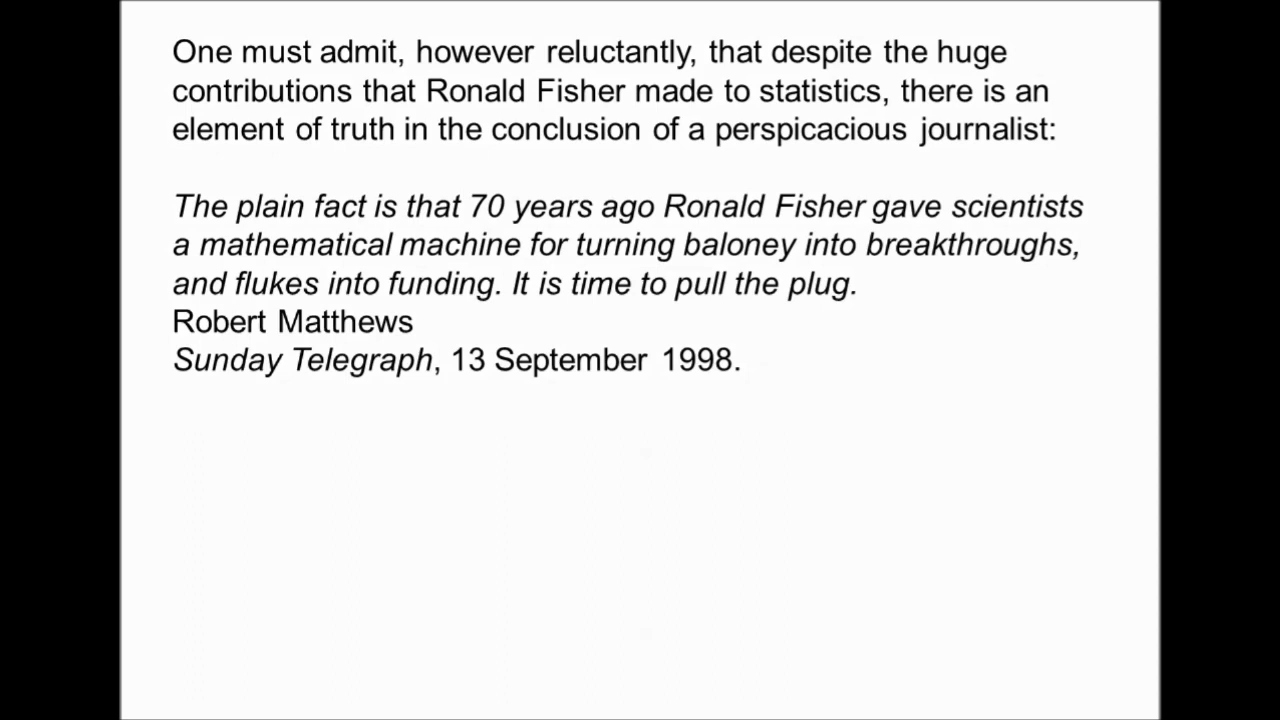 One must admit, however reluctantly, that despite the huge
contributions that Ronald Fisher made to statistics, there is an
element of truth in the conclusion of a perspicacious journalist:
The plain fact is that 70 years ago Ronald Fisher gave scientists
a mathematical machine for turning baloney into breakthroughs,
and flukes into funding. It is time to pull the plug.
Robert Matthews
Sunday Telegraph, 13 September 1998.